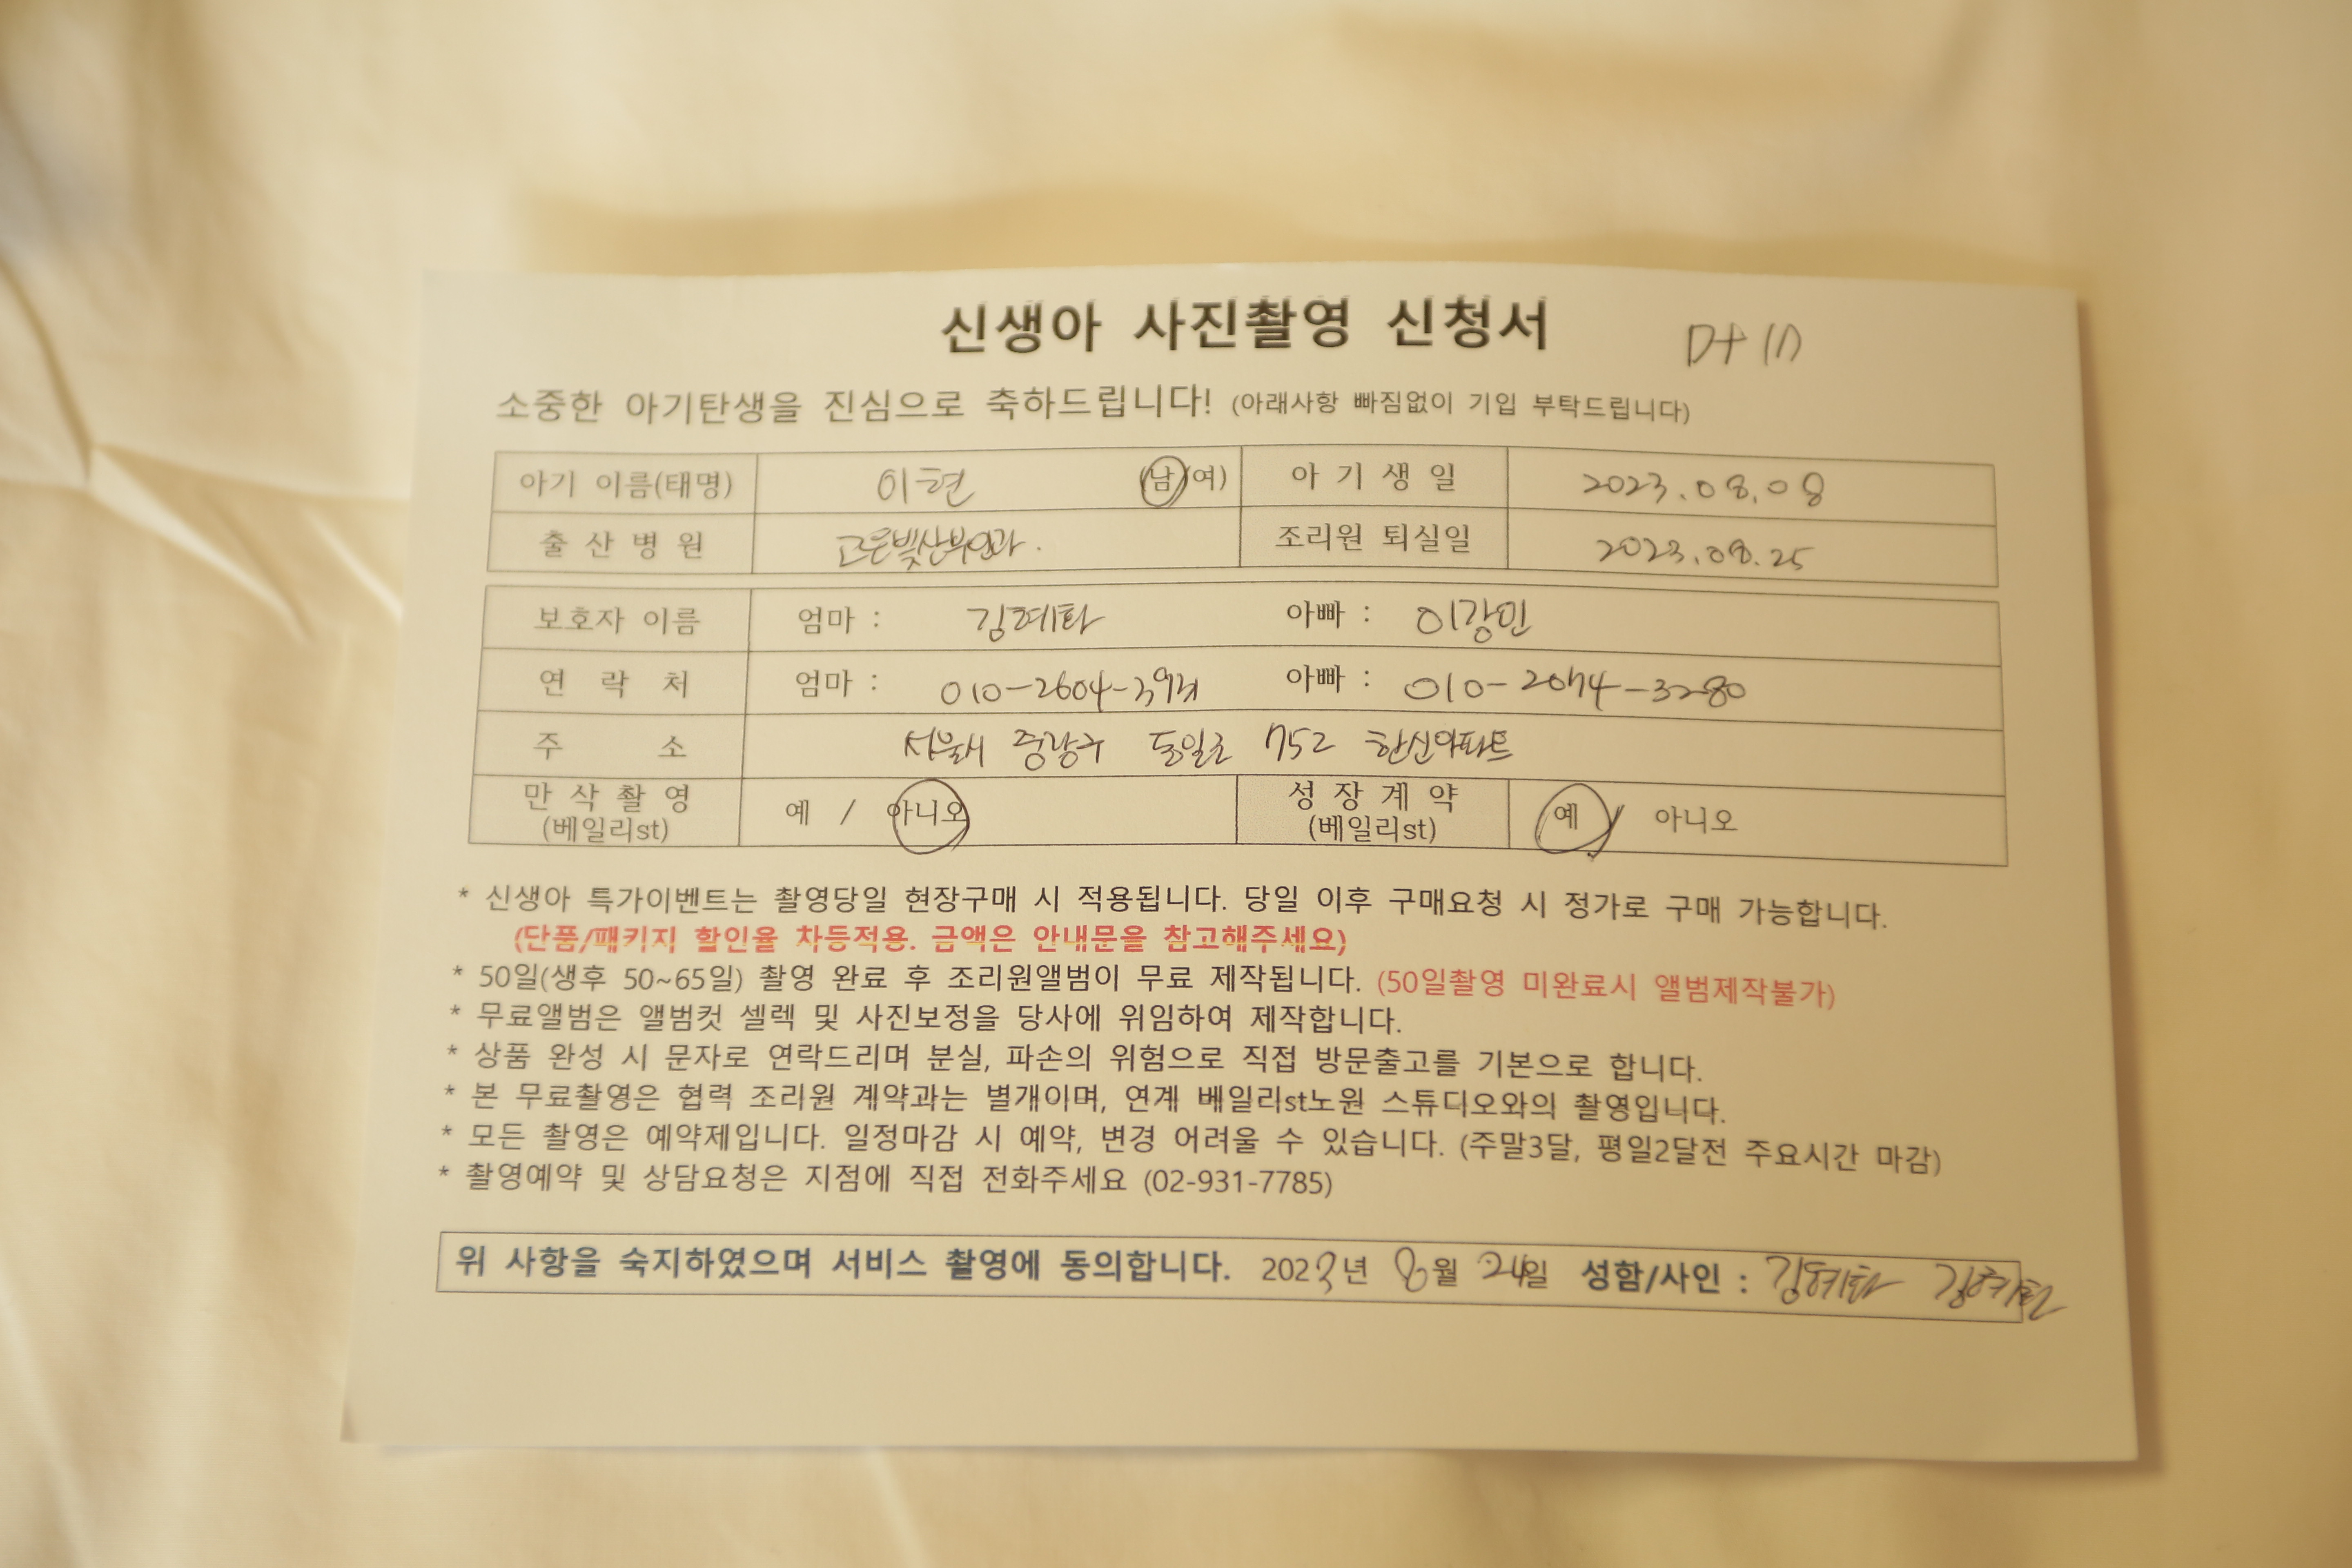 신생아 사진촬영 신청서 D+17
소중한 아기탄생을 진심으로 축하드립니다! (아래사항 빠짐없이 기입 부탁드립니다)
아기 이름(태명) 이현 (남/여) 아 기 생 일 2023.08.08
출 산 병 원 고은빛산부인과. 조리원 퇴실일 2023.08.25
보호자 이름 엄마 : 김혜탄 아빠 : 이강민
연 락 처 엄마 : 010-2604- 아빠 : 010-2074-3280
주 소 서울시 중랑구 동일로 752 한신아파트
만 삭 촬 영 예 / 아니오 성 장 계 약 예 / 아니오
(베일리st) (베일리st)
* 신생아 특가이벤트는 촬영당일 현장구매 시 적용됩니다. 당일 이후 구매요청 시 정가로 구매 가능합니다.
(단품/패키지 할인율 차등적용. 금액은 안내문을 참고해주세요)
* 50일(생후 50~65일) 촬영 완료 후 조리원앨범이 무료 제작됩니다. (50일촬영 미완료시 앨범제작불가)
* 무료앨범은 앨범컷 셀렉 및 사진보정을 당사에 위임하여 제작합니다.
* 상품 완성 시 문자로 연락드리며 분실, 파손의 위험으로 직접 방문출고를 기본으로 합니다.
* 본 무료촬영은 협력 조리원 계약과는 별개이며, 연계 베일리st노원 스튜디오와의 촬영입니다.
* 모든 촬영은 예약제입니다. 일정마감 시 예약, 변경 어려울 수 있습니다. (주말3달, 평일2달전 주요시간 마감)
* 촬영예약 및 상담요청은 지점에 직접 전화주세요 (02-931-7785)
위 사항을 숙지하였으며 서비스 촬영에 동의합니다. 2023년 8월 24일 성함/사인 : 김혜탄 김혜탄